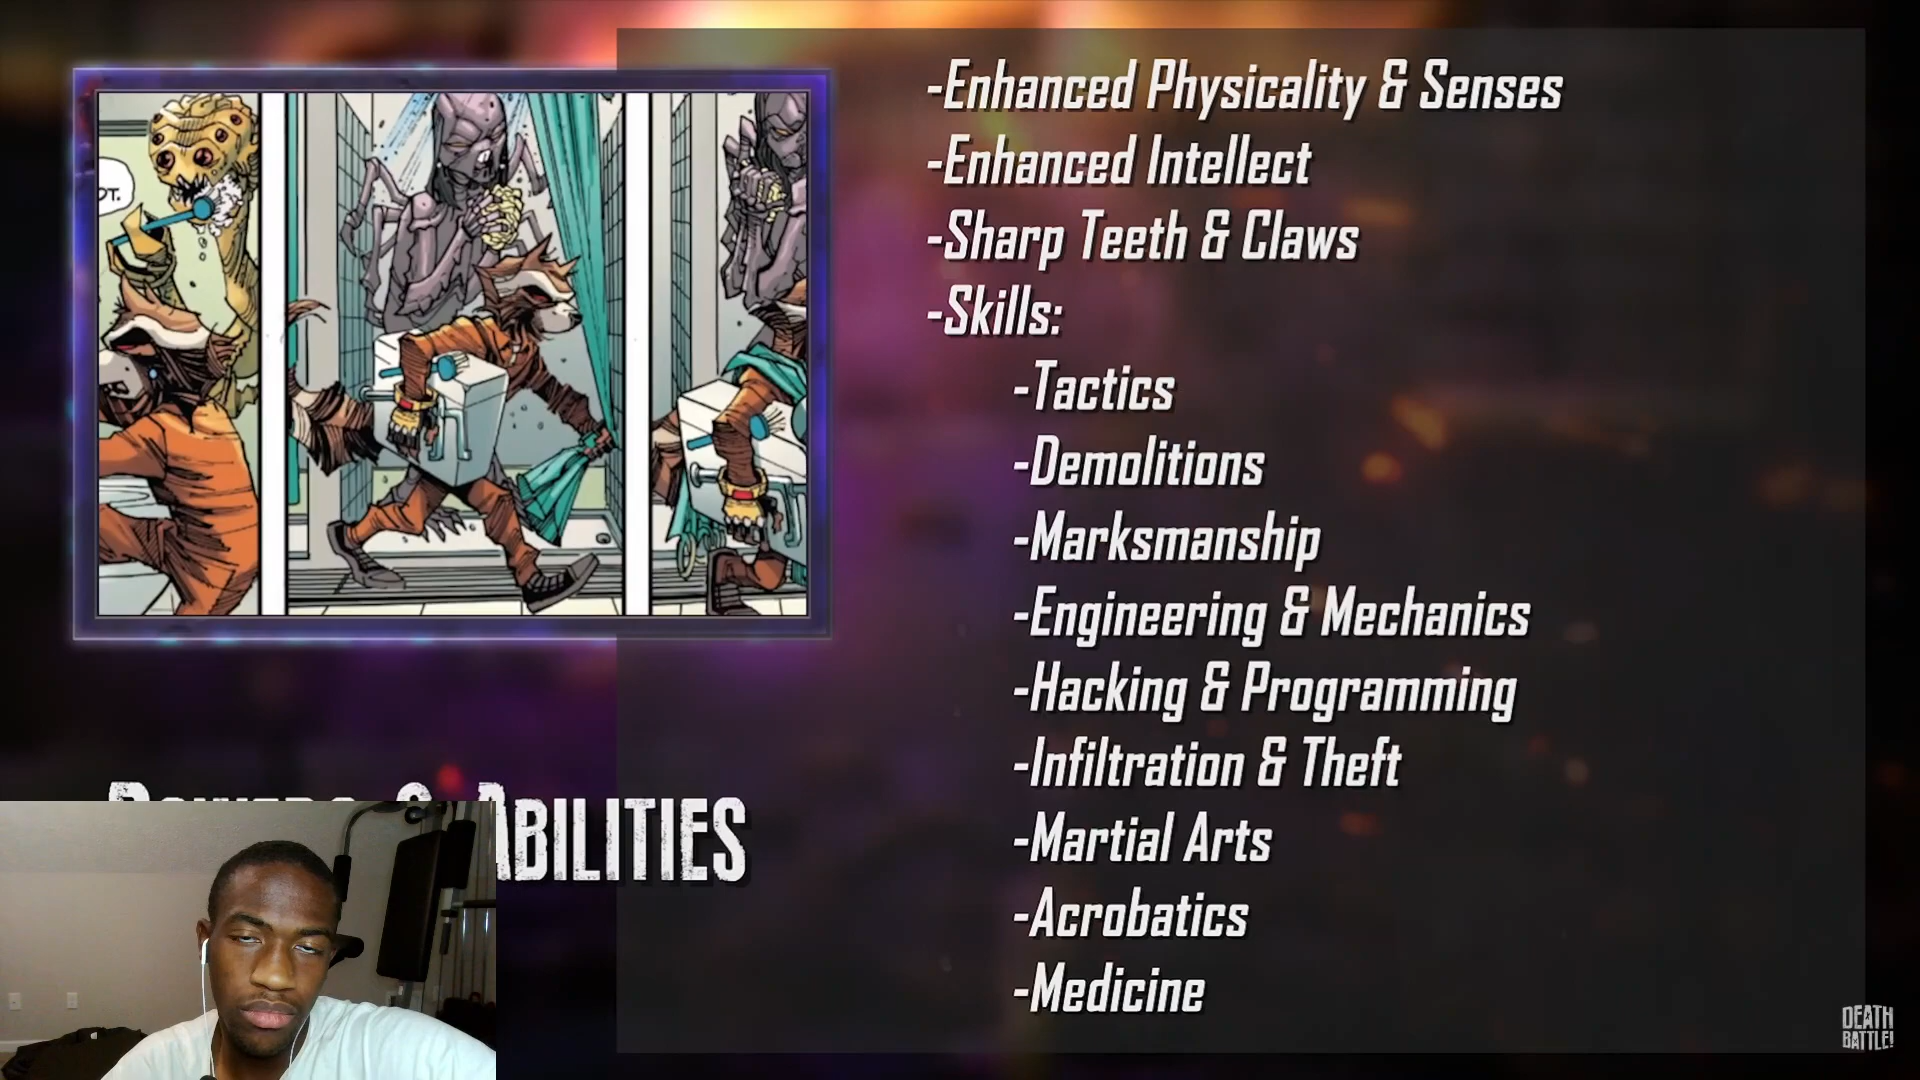 -Enhanced Physicality & Senses
-Enhanced Intellect
-Sharp Teeth & Claws
-Skills:
-Tactics
-Demolitions
-Marksmanship
-Engineering & Mechanics
-Hacking & Programming
-Infiltration & Theft
-Martial Arts
-Acrobatics
-Medicine
& ABILITIES
DEATH
BATTLE!